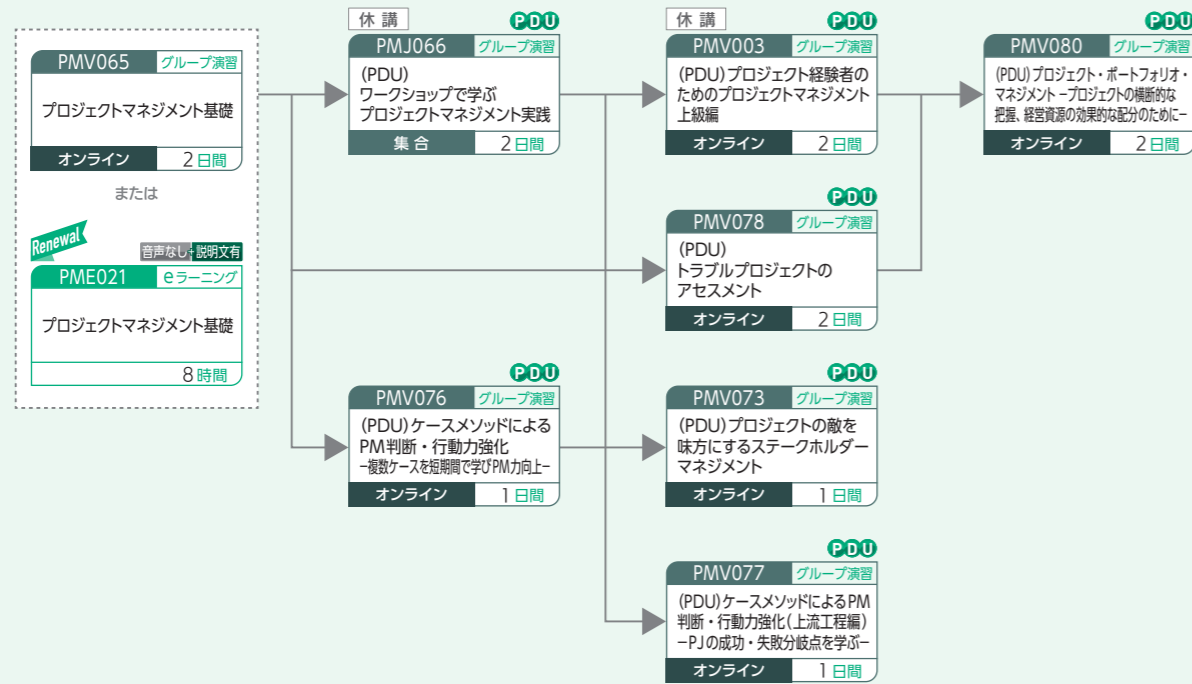 PMV065 グループ演習
プロジェクトマネジメント基礎
オンライン 2日間
または
Renewal
音声なし+説明文有
PME021 eラーニング
プロジェクトマネジメント基礎
8時間
休講 PDU
PMJ066 グループ演習
(PDU)
ワークショップで学ぶ
プロジェクトマネジメント実践
集合 2日間
PDU
PMV076 グループ演習
(PDU)ケースメソッドによる
PM判断・行動力強化
−複数ケースを短期間で学びPM力向上−
オンライン 1日間
休講 PDU
PMV003 グループ演習
(PDU)プロジェクト経験者の
ためのプロジェクトマネジメント
上級編
オンライン 2日間
PDU
PMV078 グループ演習
(PDU)
トラブルプロジェクトの
アセスメント
オンライン 2日間
PDU
PMV073 グループ演習
(PDU)プロジェクトの敵を
味方にするステークホルダー
マネジメント
オンライン 1日間
PDU
PMV077 グループ演習
(PDU)ケースメソッドによるPM
判断・行動力強化(上流工程編)
−PJの成功・失敗分岐点を学ぶ−
オンライン 1日間
PDU
PMV080 グループ演習
(PDU)プロジェクト・ポートフォリオ・
マネジメント −プロジェクトの横断的な
把握、経営資源の効果的な配分のために−
オンライン 2日間